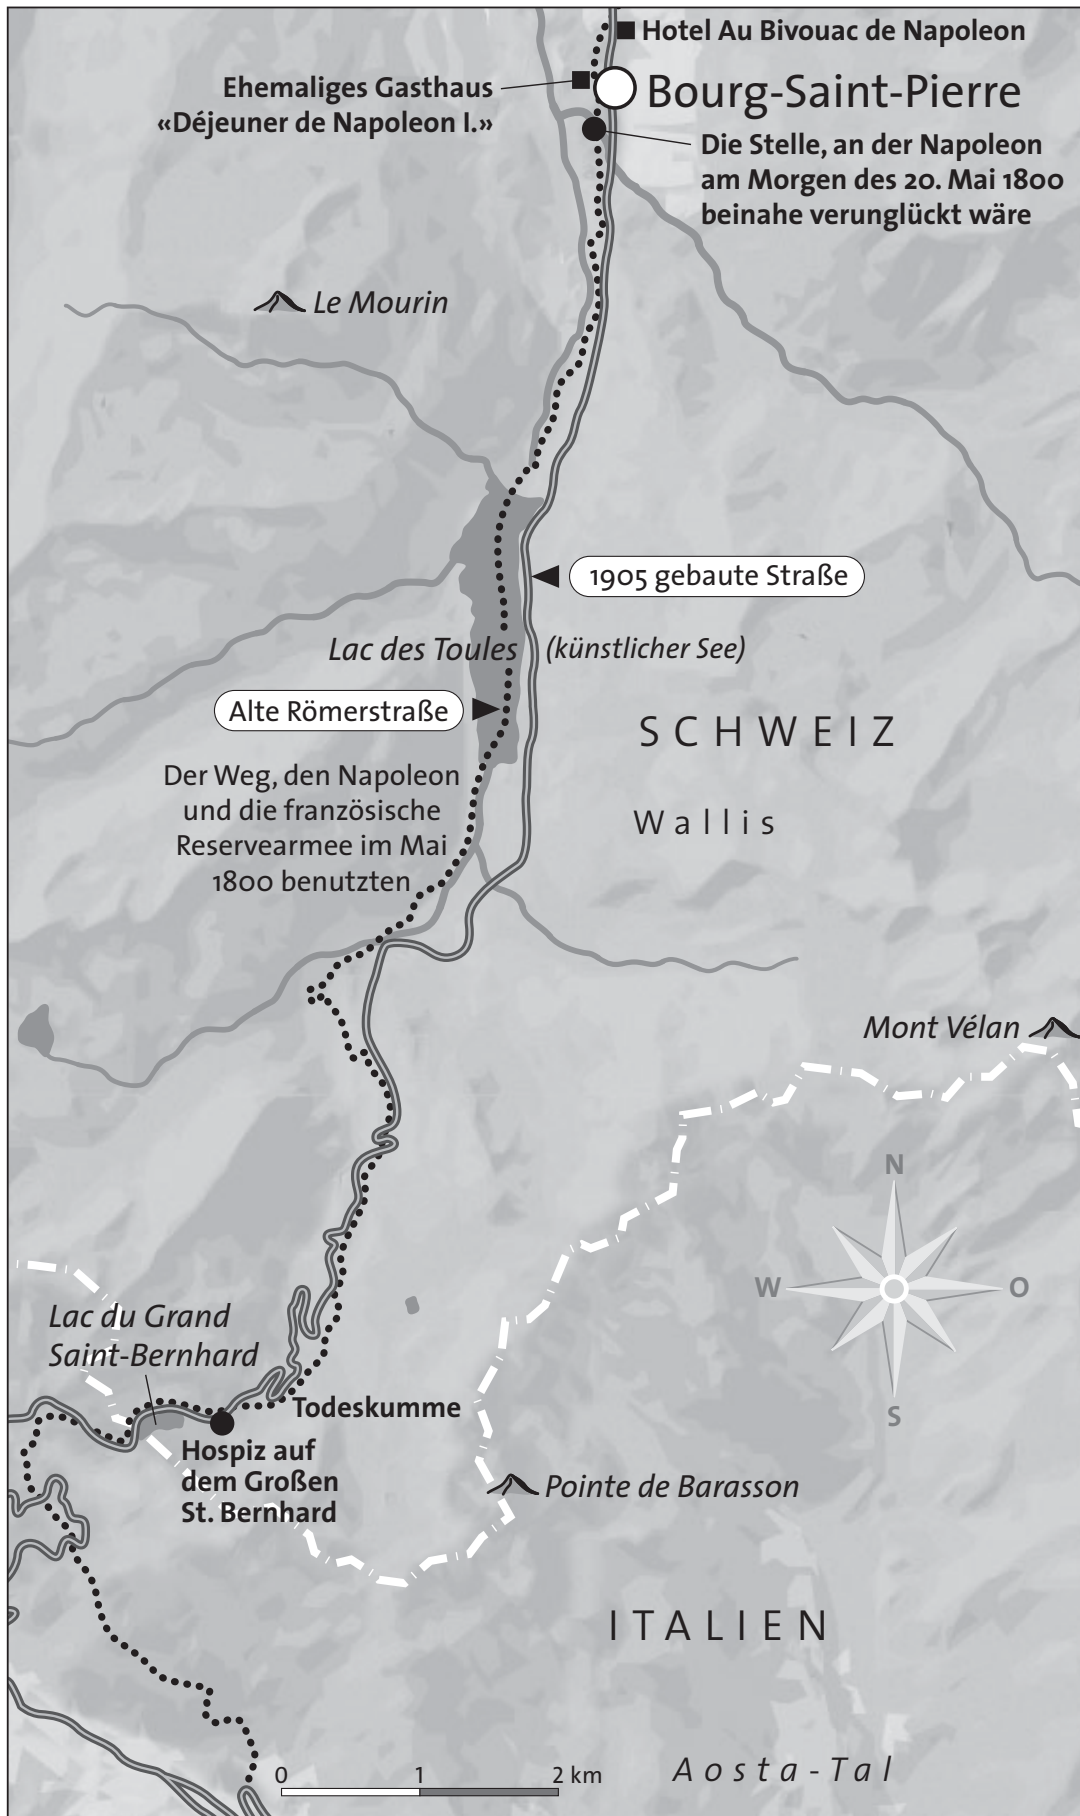 Hotel Au Bivouac de Napoleon
Ehemaliges Gasthaus
«Déjeuner de Napoleon I.»
Bourg-Saint-Pierre
Die Stelle, an der Napoleon
am Morgen des 20. Mai 1800
beinahe verunglückt wäre
Le Mourin
1905 gebaute Straße
Lac des Toules (künstlicher See)
Alte Römerstraße
SCHWEIZ
Der Weg, den Napoleon
und die französische
Reservearmee im Mai
1800 benutzten
Wallis
Mont Vélan
N
W
O
S
Lac du Grand
Saint-Bernhard
Todeskumme
Hospiz auf
dem Großen
St. Bernhard
Pointe de Barasson
ITALIEN
Aosta-Tal
0 1 2 km